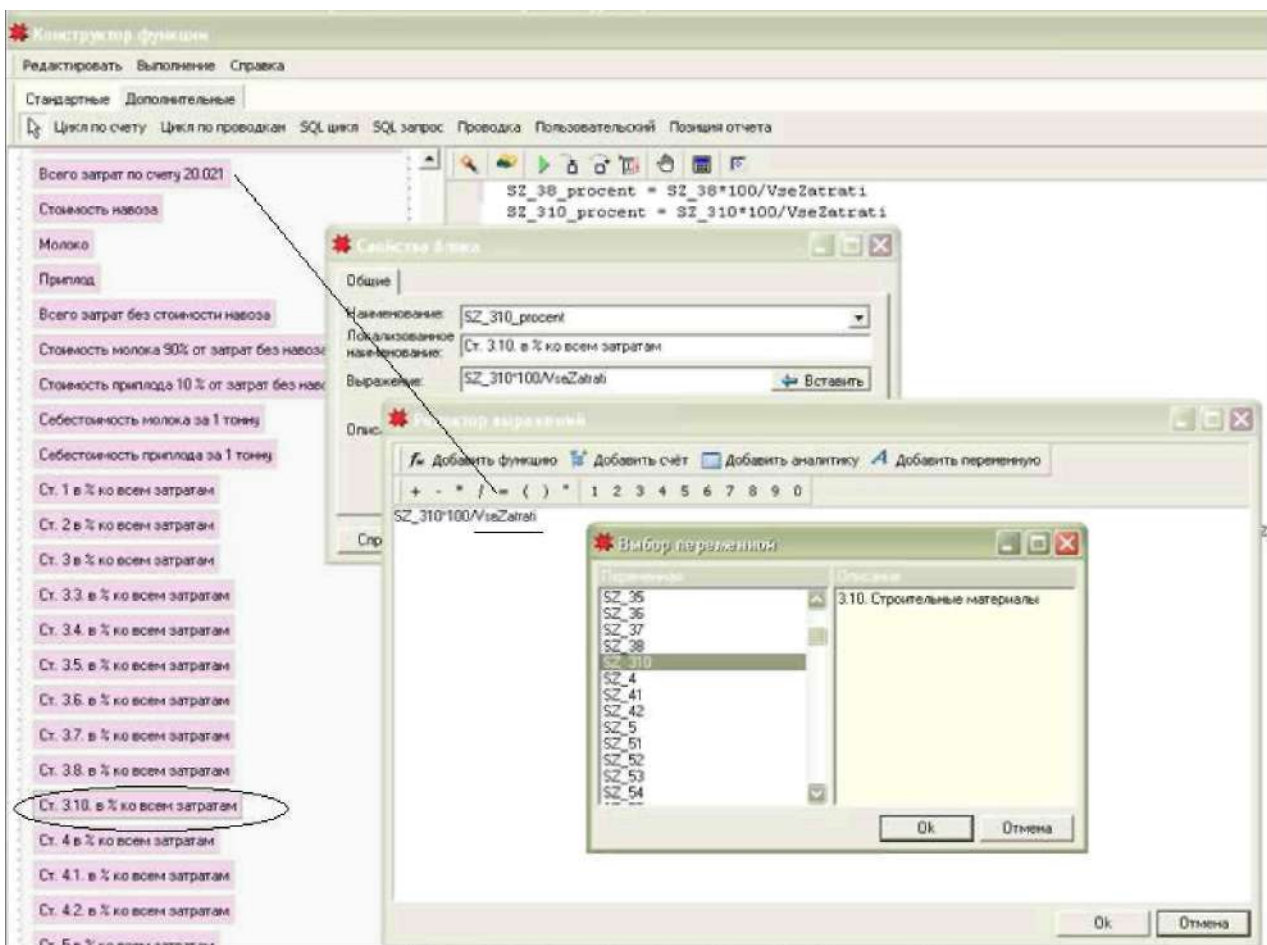 Конструктор функции
Редактировать Выполнение Справка
Стандартные Дополнительные
Цикл по счету Цикл по проводкам SQL цикл SQL запрос Проводка Пользовательский Позиция отчета
Всего затрат по счету 20.021
Стоимость навоза
Молоко
Приплод
Всего затрат без стоимости навоза
Стоимость молока 90% от затрат без навоза
Стоимость приплода 10 % от затрат без наво
Себестоимость молока за 1 тонну
Себестоимость приплода за 1 тонну
Ст. 1 в % ко всем затратам
Ст. 2 в % ко всем затратам
Ст. 3 в % ко всем затратам
Ст. 3.3. в % ко всем затратам
Ст. 3.4. в % ко всем затратам
Ст. 3.5. в % ко всем затратам
Ст. 3.6. в % ко всем затратам
Ст. 3.7. в % ко всем затратам
Ст. 3.8. в % ко всем затратам
Ст. 3.10. в % ко всем затратам
Ст. 4 в % ко всем затратам
Ст. 4.1. в % ко всем затратам
Ст. 4.2. в % ко всем затратам
Ст. 5 в % ко всем затратам
SZ_38_procent = SZ_38*100/VseZatrati
SZ_310_procent = SZ_310*100/VseZatrati
Свойства блока
Общие
Наименование: SZ_310_procent
Локализованное наименование: Ст. 3.10. в % ко всем затратам
Выражение: SZ_310*100/VseZatrati Вставить
Опис
Спр
Редактор выражений
Добавить функцию Добавить счёт Добавить аналитику Добавить переменную
+ - * / = ( ) " 1 2 3 4 5 6 7 8 9 0
SZ_310*100/VseZatrati
Выбор переменной
Переменная Описание
SZ_35
SZ_36
SZ_37
SZ_38
SZ_310
SZ_4
SZ_41
SZ_42
SZ_5
SZ_51
SZ_52
SZ_53
SZ_54
3.10. Строительные материалы
Ok Отмена
Ok Отмена